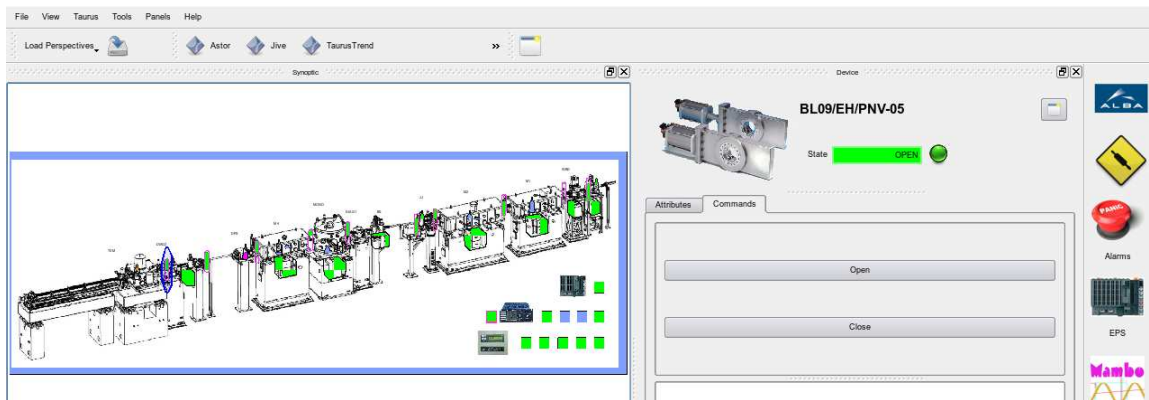 File View Taurus Tools Panels Help
Load Perspectives Astor Jive TaurusTrend »
Synoptic
Device
BL09/EH/PNV-05
State OPEN
Attributes Commands
Open
Close
ALBA
PANIC
Alarms
EPS
Mambo